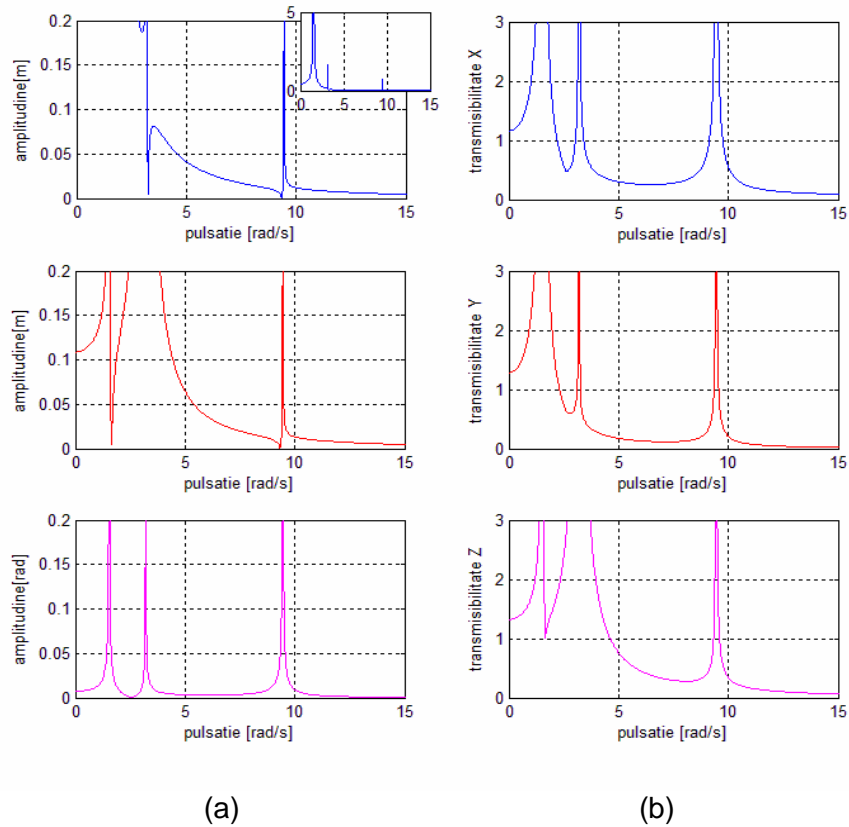 0.2
0.15
0.1
0.05
0
0 5 10 15
amplitudine[m]
pulsatie [rad/s]
5
0
0 5 10 15
3
2
1
0
0 5 10 15
transmisibilitate X
pulsatie [rad/s]
0.2
0.15
0.1
0.05
0
0 5 10 15
amplitudine[m]
pulsatie [rad/s]
3
2
1
0
0 5 10 15
transmisibilitate Y
pulsatie [rad/s]
0.2
0.15
0.1
0.05
0
0 5 10 15
amplitudine[rad]
pulsatie [rad/s]
3
2
1
0
0 5 10 15
transmisibilitate Z
pulsatie [rad/s]
(a)
(b)